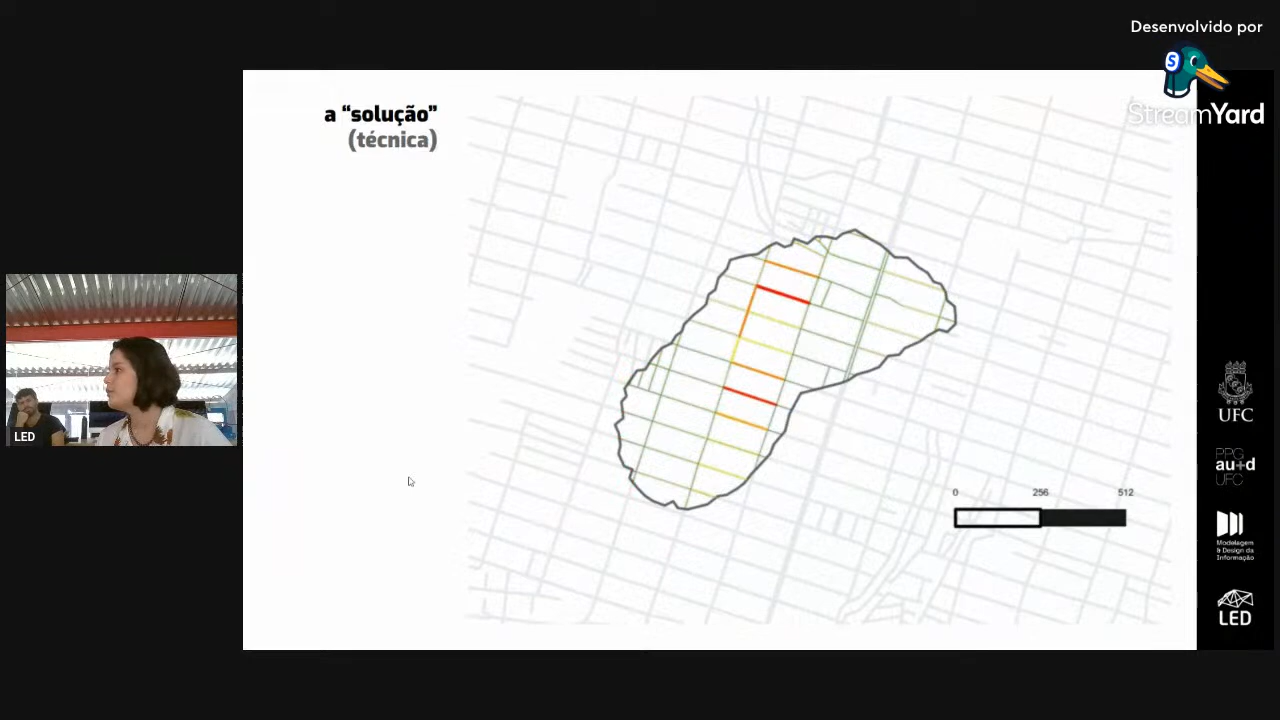 Desenvolvido por
StreamYard
a “solução”
(técnica)
LED
0 256 512
UFC
PPG
au+d
UFC
Modelagem
& Design da
Informação
LED